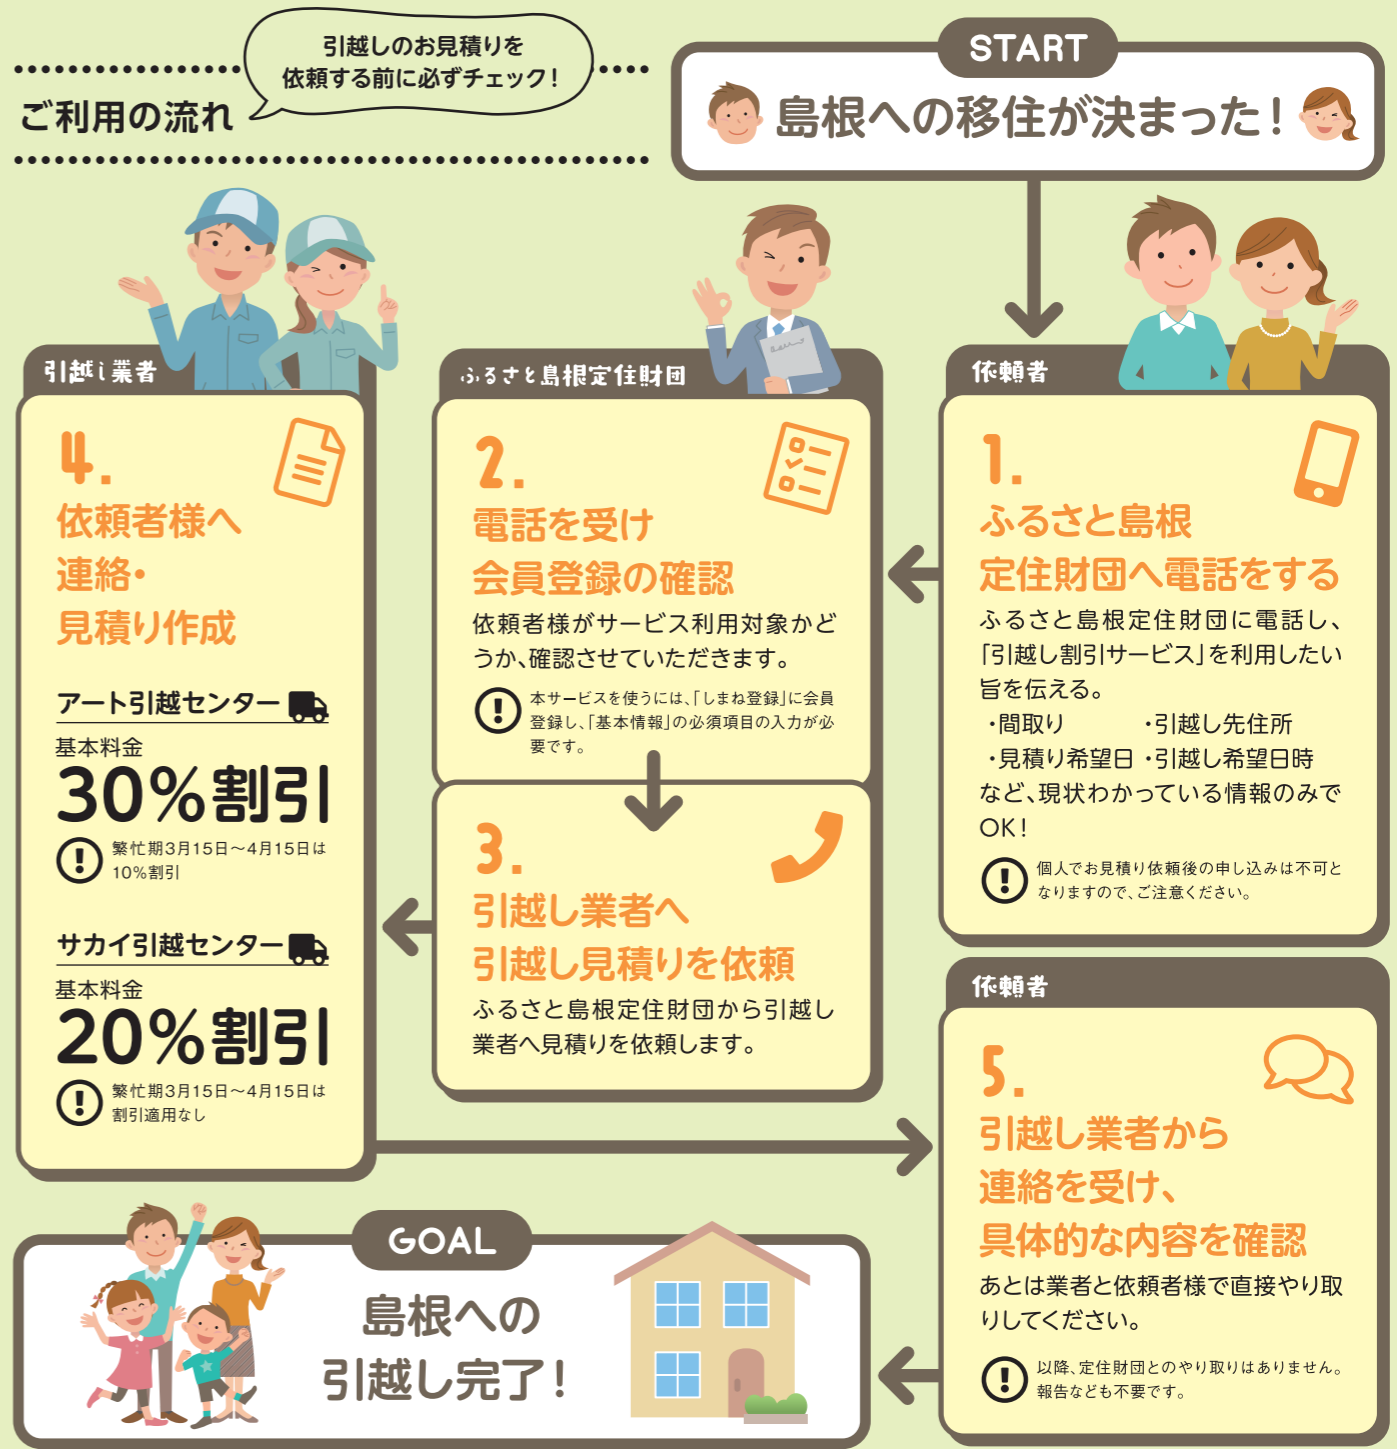 引越しのお見積りを
依頼する前に必ずチェック！
ご利用の流れ
START
島根への移住が決まった！
依頼者
1.
ふるさと島根
定住財団へ電話をする
ふるさと島根定住財団に電話し、
「引越し割引サービス」を利用したい
旨を伝える。
・間取り ・引越し先住所
・見積り希望日 ・引越し希望日時
など、現状わかっている情報のみで
OK！
個人でお見積り依頼後の申し込みは不可と
なりますので、ご注意ください。
ふるさと島根定住財団
2.
電話を受け
会員登録の確認
依頼者様がサービス利用対象かど
うか、確認させていただきます。
本サービスを使うには、「しまね登録」に会員
登録し、「基本情報」の必須項目の入力が必
要です。
3.
引越し業者へ
引越し見積りを依頼
ふるさと島根定住財団から引越し
業者へ見積りを依頼します。
引越し業者
4.
依頼者様へ
連絡・
見積り作成
アート引越センター
基本料金
30％割引
繁忙期3月15日～4月15日は
10％割引
サカイ引越センター
基本料金
20％割引
繁忙期3月15日～4月15日は
割引適用なし
依頼者
5.
引越し業者から
連絡を受け、
具体的な内容を確認
あとは業者と依頼者様で直接やり取
りしてください。
以降、定住財団とのやり取りはありません。
報告なども不要です。
GOAL
島根への
引越し完了！